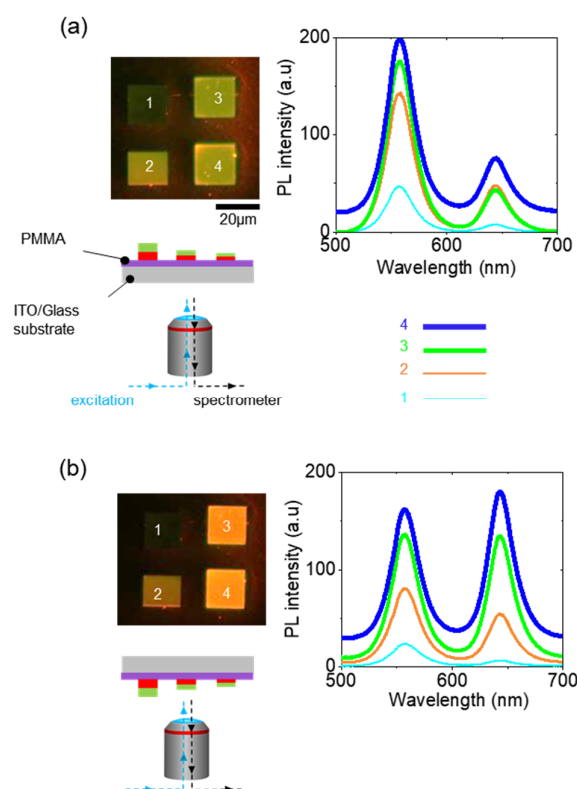 (a)
1
3
2
4
20µm
PMMA
ITO/Glass
substrate
excitation
spectrometer
200
100
0
PL intensity (a.u)
500
600
700
Wavelength (nm)
4
3
2
1
(b)
1
3
2
4
200
100
0
PL intensity (a.u)
500
600
700
Wavelength (nm)